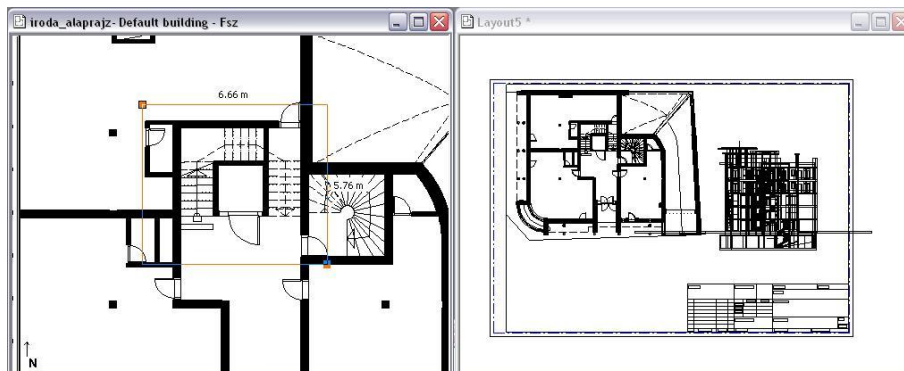 iroda_alaprajz- Default building - Fsz
Layout5 *
6.66 m
5.76 m
N